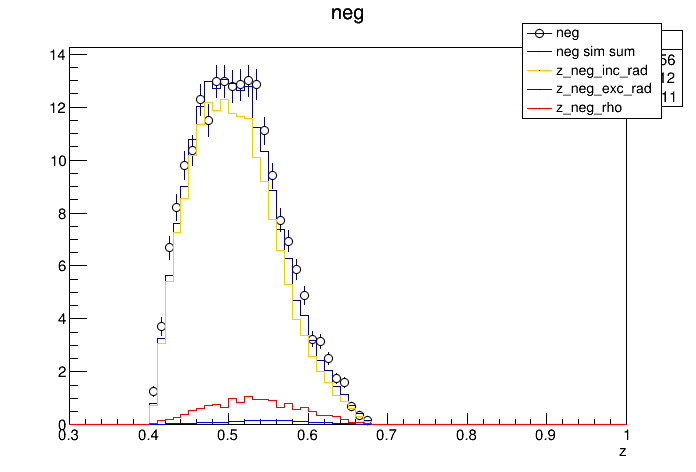 neg
neg
neg sim sum
z_neg_inc_rad
z_neg_exc_rad
z_neg_rho
56
12
11
14
12
10
8
6
4
2
0
0.3 0.4 0.5 0.6 0.7 0.8 0.9 1
z